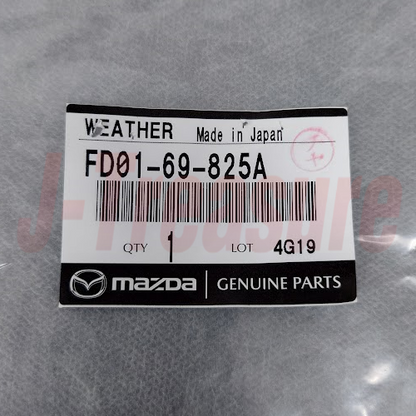 WEATHER Made in Japan
FD01-69-825A
QTY 1 LOT 4G19
mazda GENUINE PARTS
J-Treasure